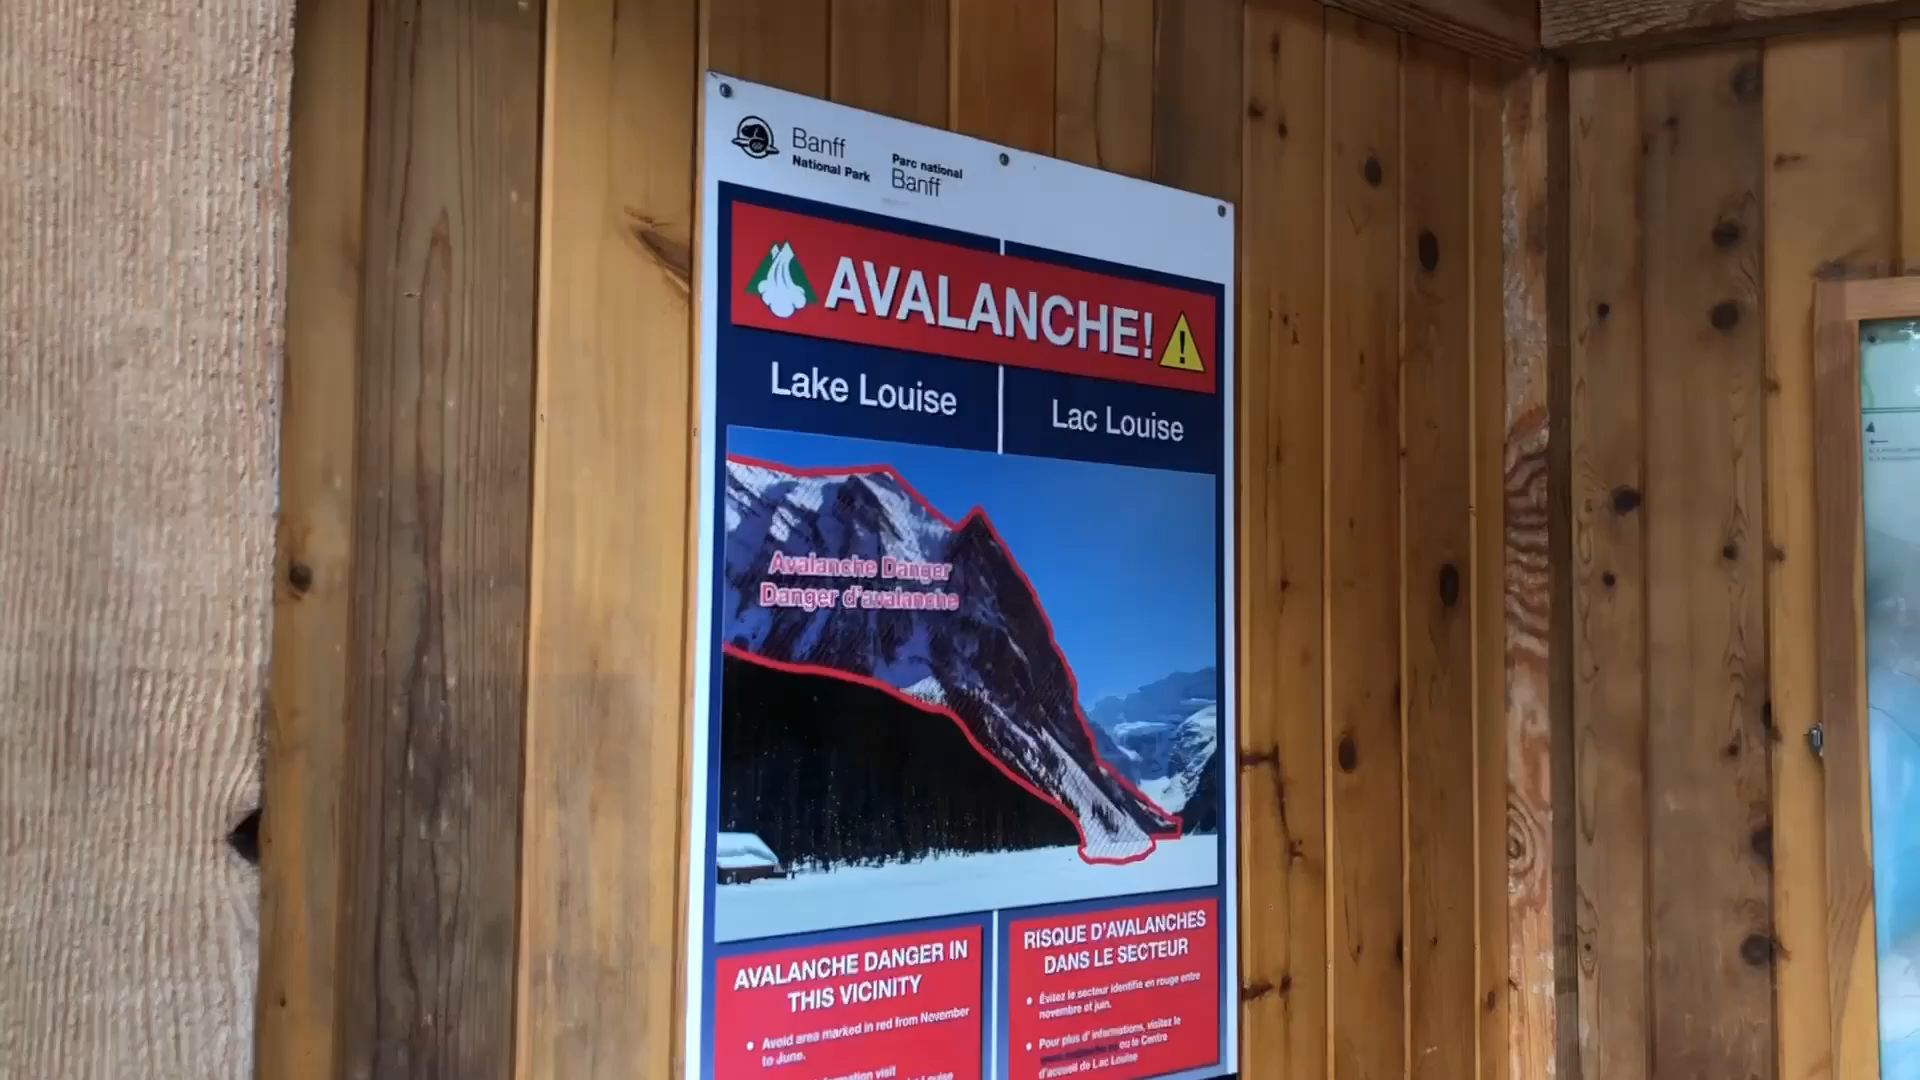 Banff
National Park
Parc national
Banff
AVALANCHE!
Lake Louise
Lac Louise
Avalanche Danger
Danger d'avalanche
AVALANCHE DANGER IN
THIS VICINITY
• Avoid area marked in red from November
to June.
visit
Louise
RISQUE D'AVALANCHES
DANS LE SECTEUR
• Évitez le secteur identifié en rouge entre
novembre et juin.
• Pour plus d' informations, visitez le
ou le Centre
d'accueil de Lac Louise